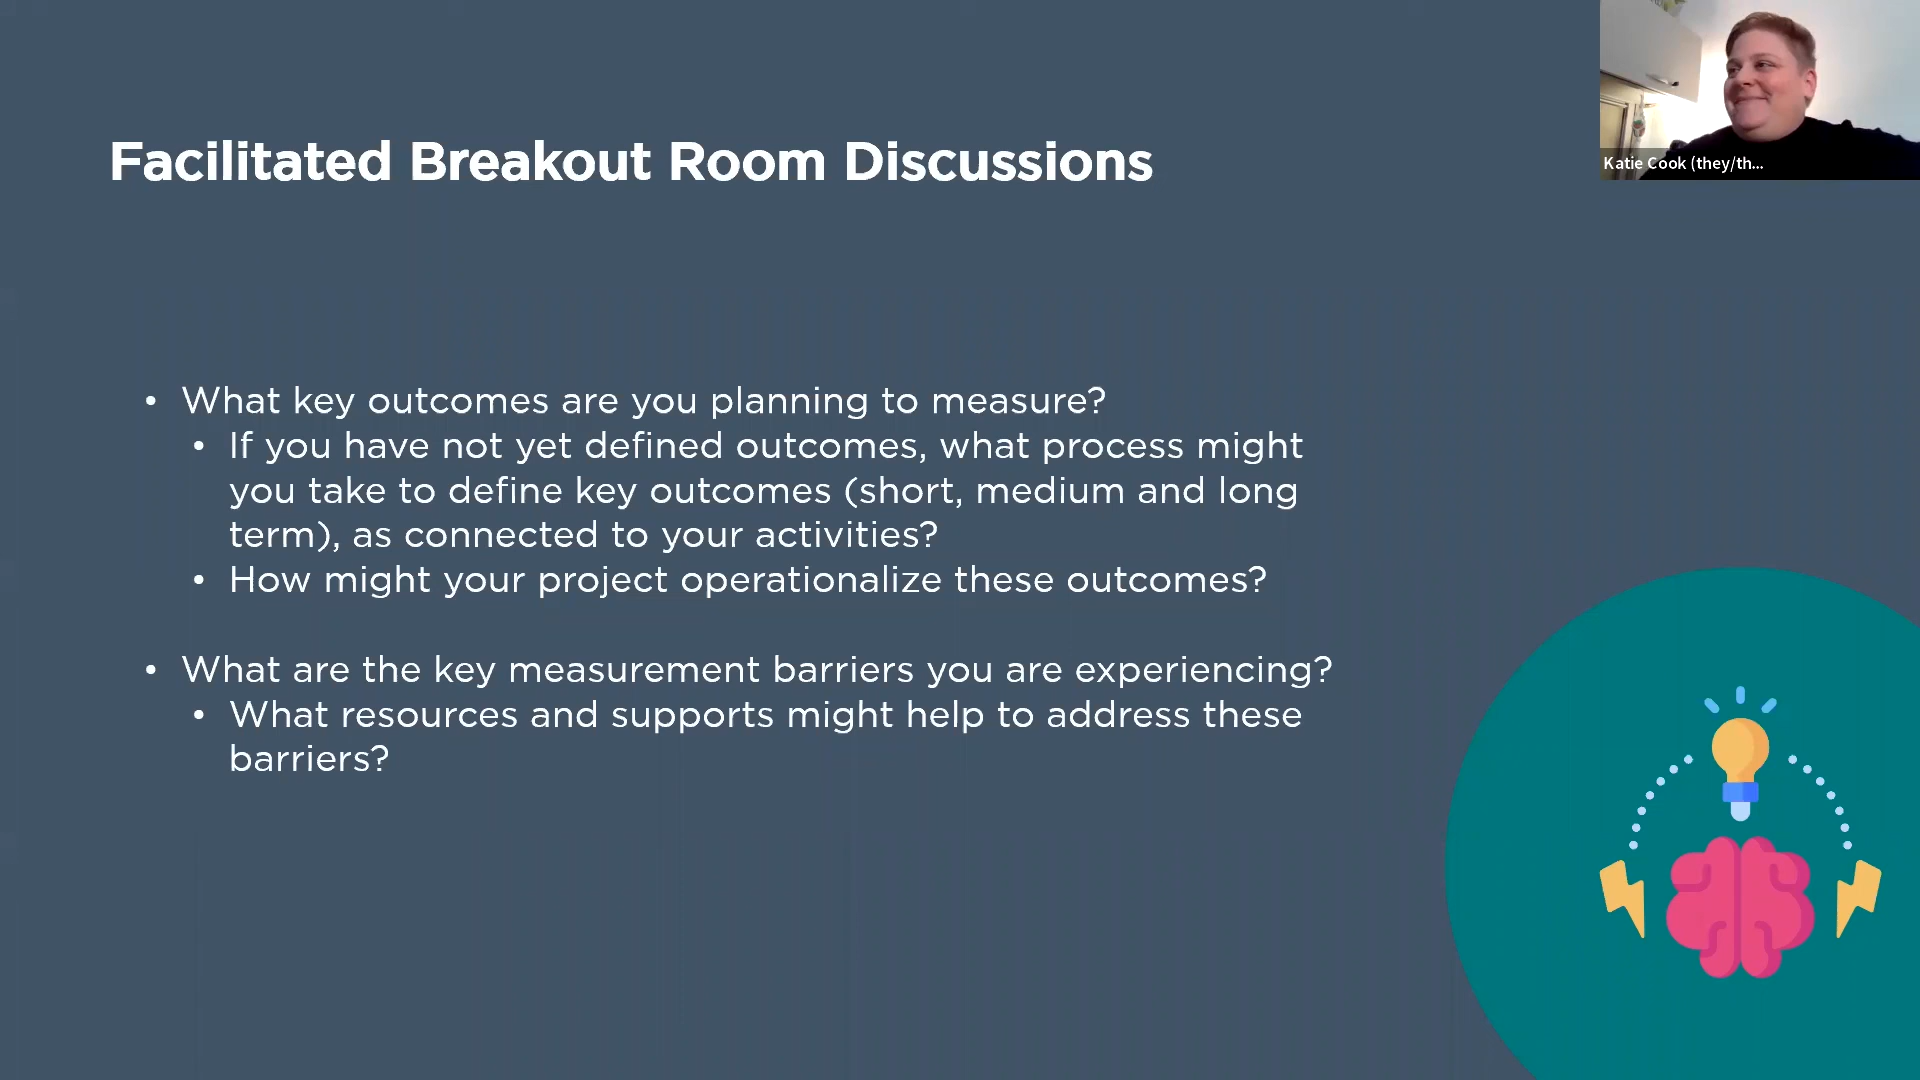 Facilitated Breakout Room Discussions
Katie Cook (they/th...
• What key outcomes are you planning to measure?
• If you have not yet defined outcomes, what process might
you take to define key outcomes (short, medium and long
term), as connected to your activities?
• How might your project operationalize these outcomes?
• What are the key measurement barriers you are experiencing?
• What resources and supports might help to address these
barriers?